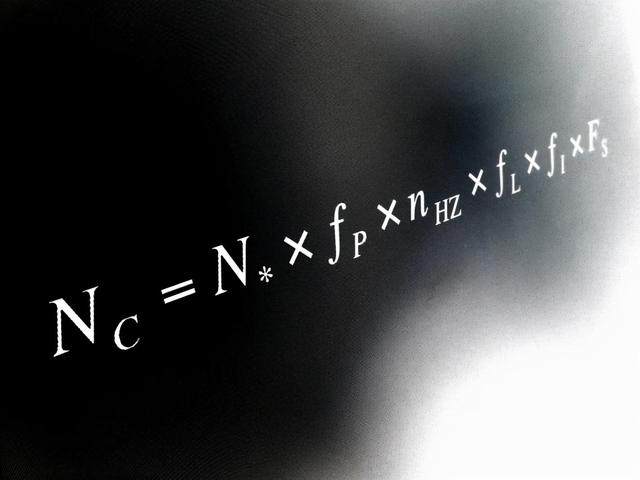 N_C = N_* × f_P × n_HZ × f_L × f_I × F_S